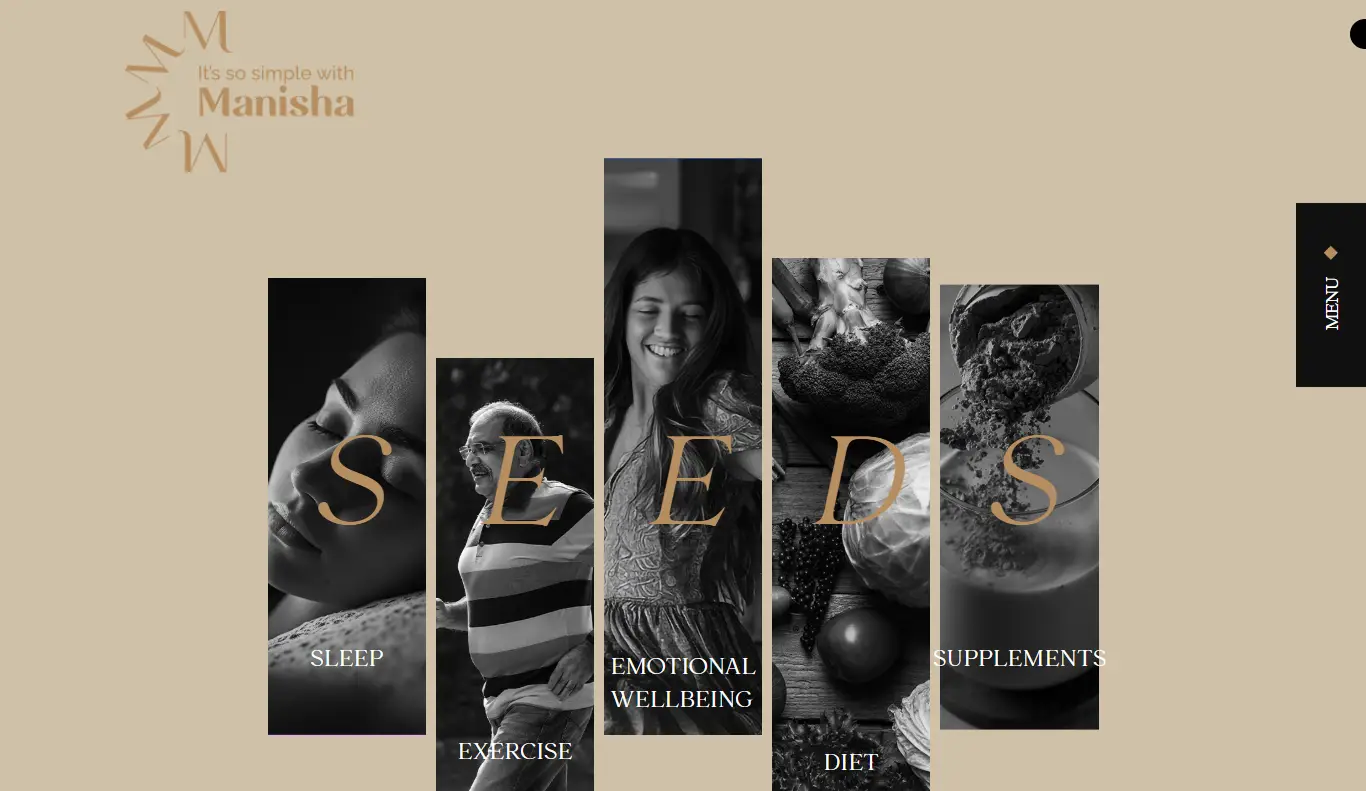 M
M
M
M
M
M
It's so simple with
Manisha
MENU
S E E D S
SLEEP
EXERCISE
EMOTIONAL
WELLBEING
DIET
SUPPLEMENTS